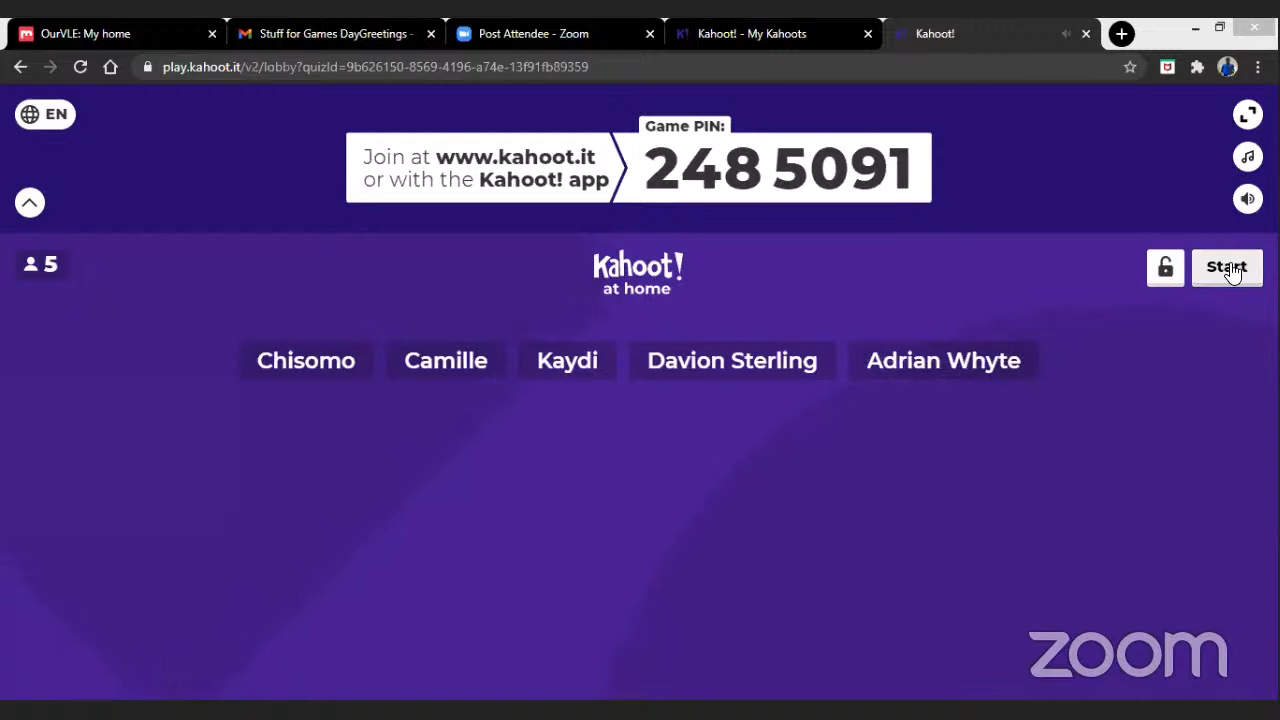 OurVLE: My home
Stuff for Games DayGreetings -
Post Attendee - Zoom
Kahoot! - My Kahoots
Kahoot!
play.kahoot.it/v2/lobby?quizId=9b626150-8569-4196-a74e-13f91fb89359
EN
Game PIN:
Join at www.kahoot.it
or with the Kahoot! app
248 5091
5
Kahoot!
at home
Start
Chisomo
Camille
Kaydi
Davion Sterling
Adrian Whyte
zoom